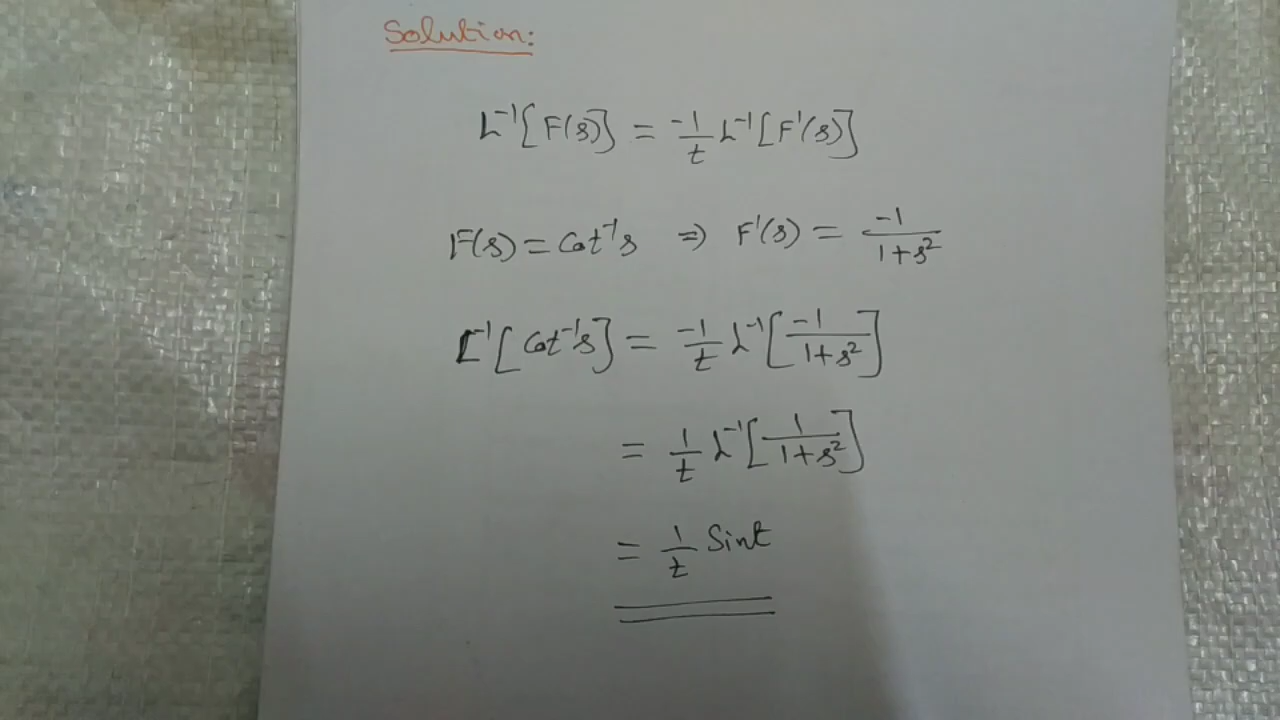 Solution:
L⁻¹[F(s)] = -1/t L⁻¹[F'(s)]
F(s) = Cot⁻¹s ⇒ F'(s) = -1/(1+s²)
L⁻¹[Cot⁻¹s] = -1/t L⁻¹[-1/(1+s²)]
= 1/t L⁻¹[1/(1+s²)]
= 1/t Sint